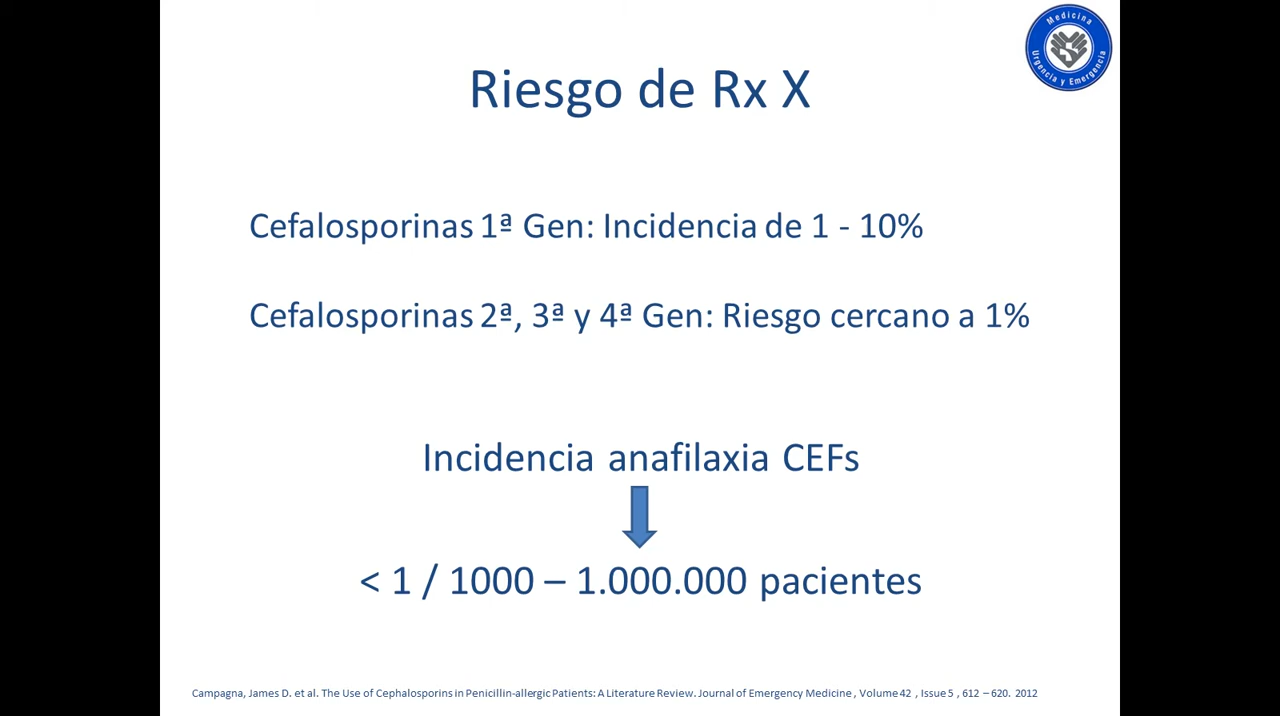 Medicina
Urgencia y Emergencia
Riesgo de Rx X
Cefalosporinas 1ª Gen: Incidencia de 1 - 10%
Cefalosporinas 2ª, 3ª y 4ª Gen: Riesgo cercano a 1%
Incidencia anafilaxia CEFs
< 1 / 1000 – 1.000.000 pacientes
Campagna, James D. et al. The Use of Cephalosporins in Penicillin-allergic Patients: A Literature Review. Journal of Emergency Medicine , Volume 42 , Issue 5 , 612 – 620. 2012